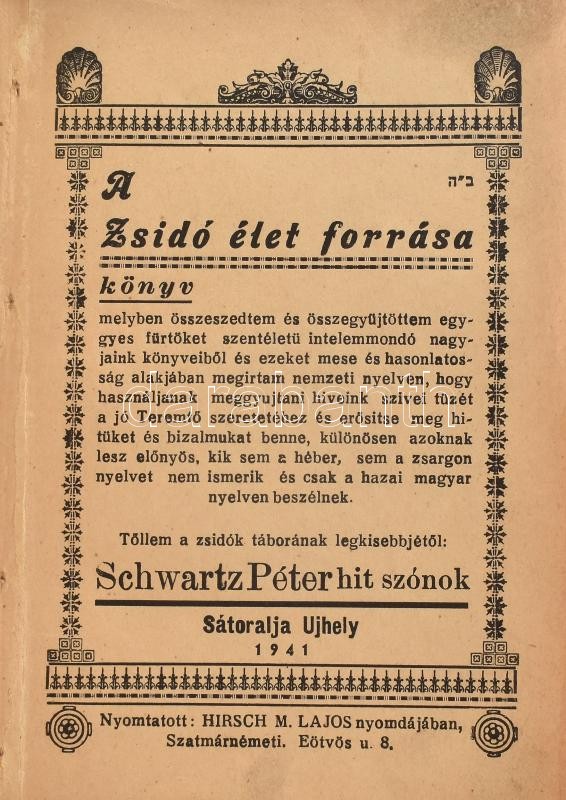 ב״ה
A
Zsidó élet forrása
könyv
melyben összeszedtem és összegyüjtöttem egy-
gyes fürtöket szentéletü intelemmondó nagy-
jaink könyveiből és ezeket mese és hasonlatos-
ság alakjában megirtam nemzeti nyelven, hogy
használjanak meggyujtani híveink szivei tüzét
a jó Teremtő szeretetéhez és erősitse meg hi-
tüket és bizalmukat benne, különösen azoknak
lesz előnyös, kik sem a héber, sem a zsargon
nyelvet nem ismerik és csak a hazai magyar
nyelven beszélnek.
Tőllem a zsidók táborának legkisebbjétől:
Schwartz Péter hit szónok
Sátoralja Ujhely
1941
Nyomtatott: HIRSCH M. LAJOS nyomdájában,
Szatmárnémeti. Eötvös u. 8.
darabanth